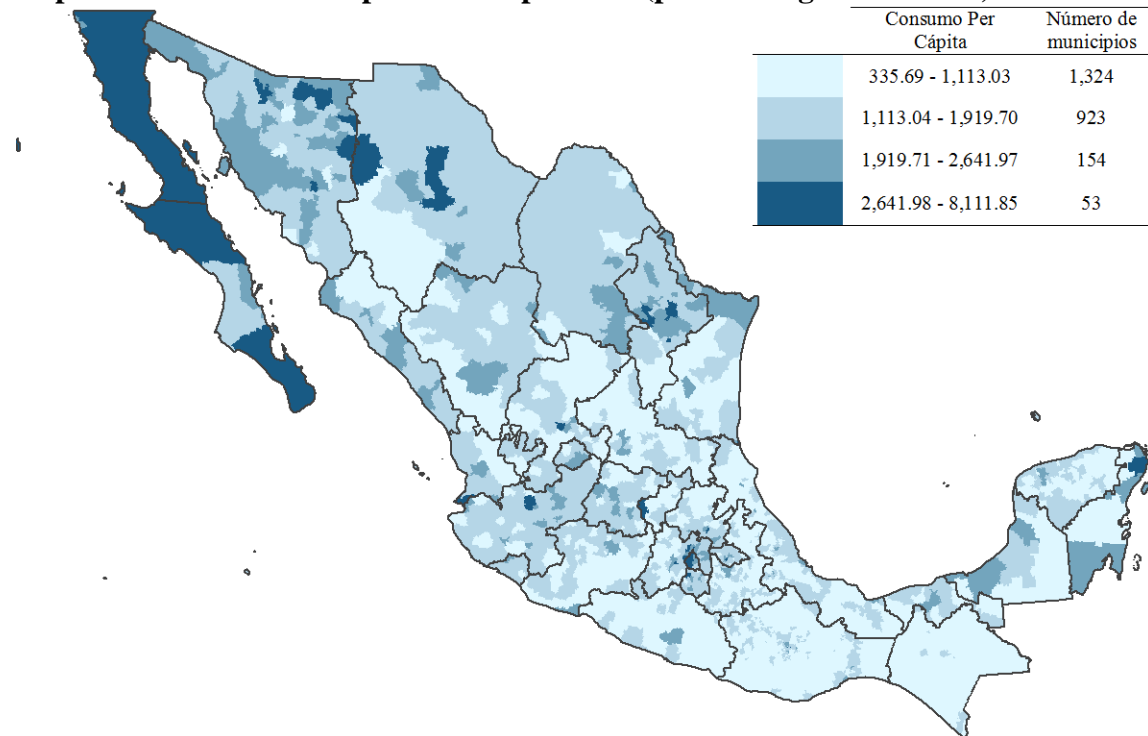 Consumo Per Cápita Número de municipios
335.69 - 1,113.03 1,324
1,113.04 - 1,919.70 923
1,919.71 - 2,641.97 154
2,641.98 - 8,111.85 53